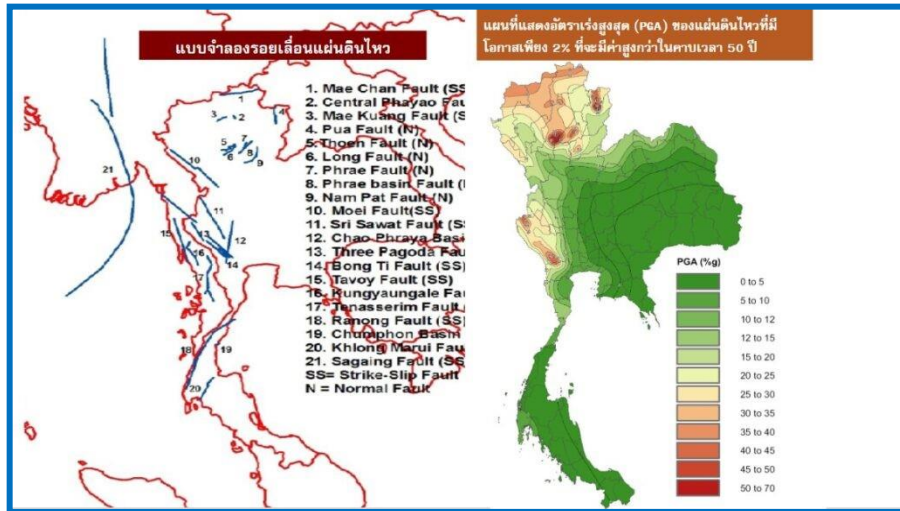 แบบจำลองรอยเลื่อนแผ่นดินไหว
1. Mae Chan Fault (SS
2. Central Phayao Fau
3. Mae Kuang Fault (S
4. Pua Fault (N)
5. Thoen Fault (N)
6. Long Fault (N)
7. Phrae Fault (N)
8. Phrae basin Fault (
9. Nam Pat Fault (N)
10. Moei Fault(SS)
11. Sri Sawat Fault (S
12. Chao Phraya Basi
13. Three Pagoda Fau
14. Bong Ti Fault (SS)
15. Tavoy Fault (SS)
16. Kungyaungale Fau
17. Tenasserim Fault (
18. Ranong Fault (SS)
19. Chumphon Basin
20. Khlong Marui Fau
21. Sagaing Fault (SS
SS= Strike-Slip Fault
N = Normal Fault
1
2
3
4
5
6
7
8
9
10
11
12
13
14
15
16
17
18
19
20
21
แผนที่แสดงอัตราเร่งสูงสุด (PGA) ของแผ่นดินไหวที่มี
โอกาสเพียง 2% ที่จะมีค่าสูงกว่าในคาบเวลา 50 ปี
PGA (%g)
0 to 5
5 to 10
10 to 12
12 to 15
15 to 20
20 to 25
25 to 30
30 to 35
35 to 40
40 to 45
45 to 50
50 to 70